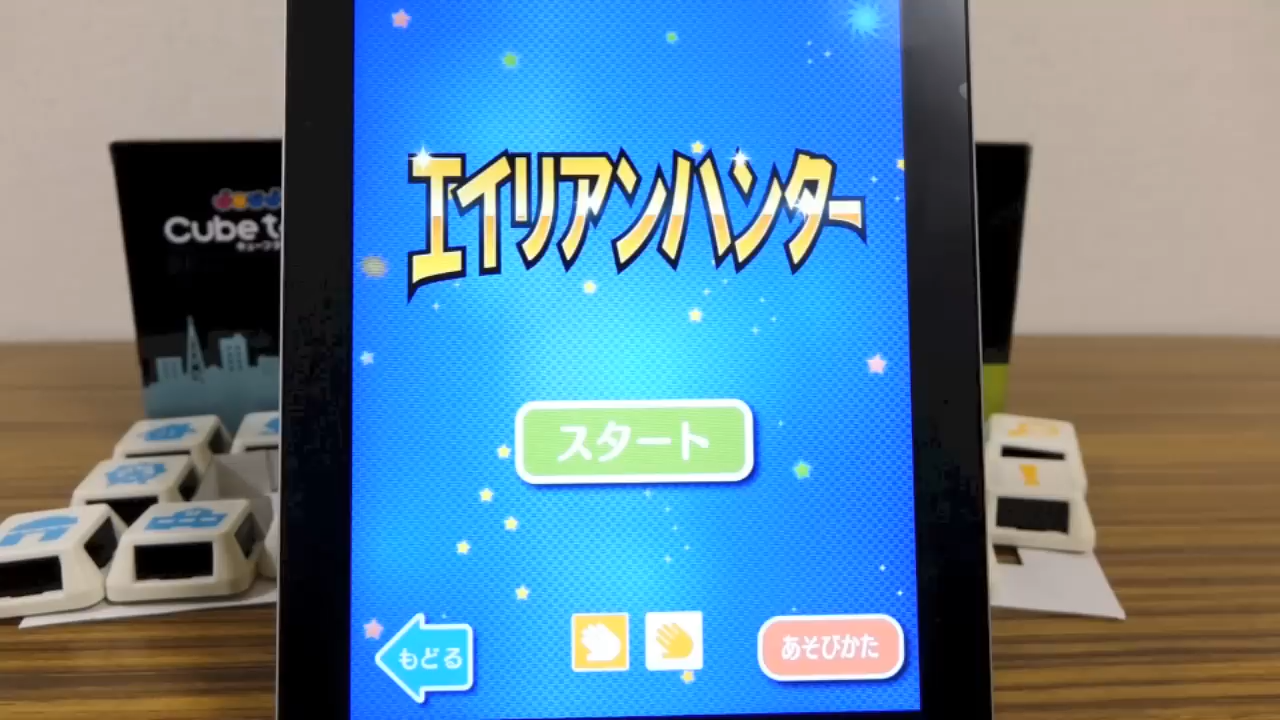 エイリアンハンター
Cube t
スタート
もどる
あそびかた